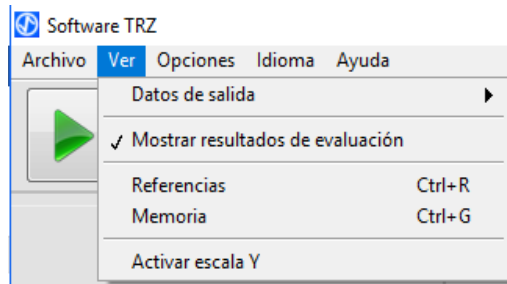 Software TRZ
Archivo Ver Opciones Idioma Ayuda
Datos de salida
Mostrar resultados de evaluación
Referencias Ctrl+R
Memoria Ctrl+G
Activar escala Y